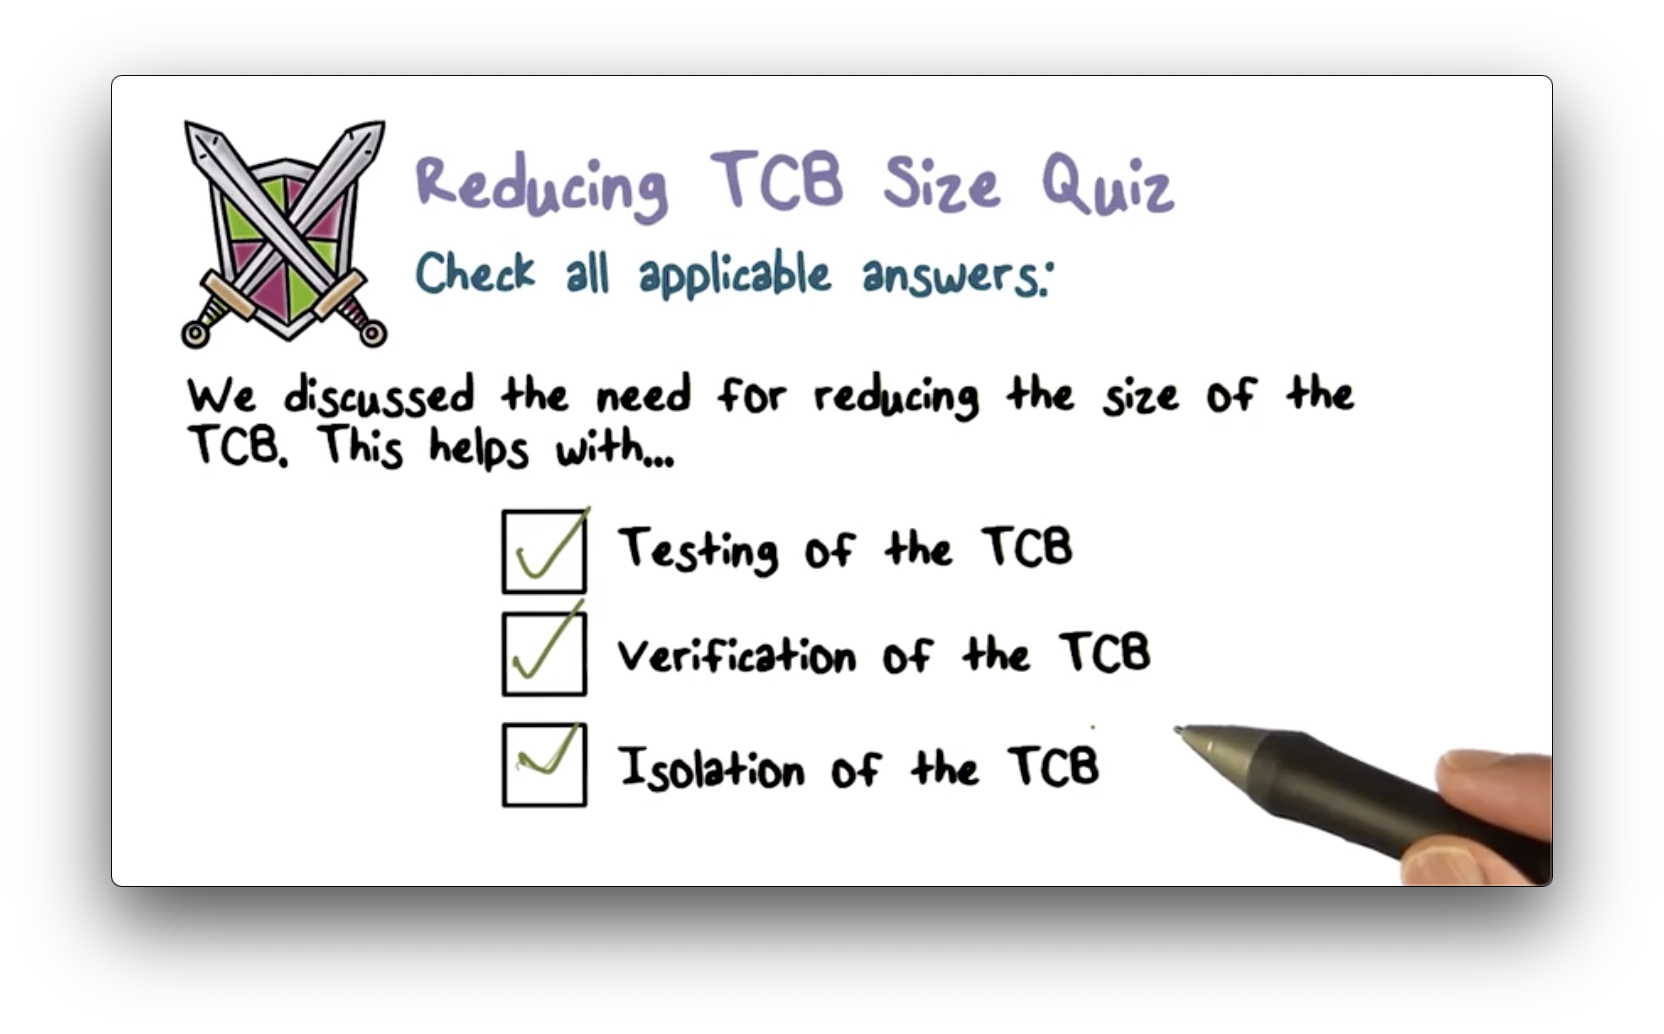 Reducing TCB Size Quiz
Check all applicable answers:
We discussed the need for reducing the size of the
TCB. This helps with...
Testing of the TCB
Verification of the TCB
Isolation of the TCB